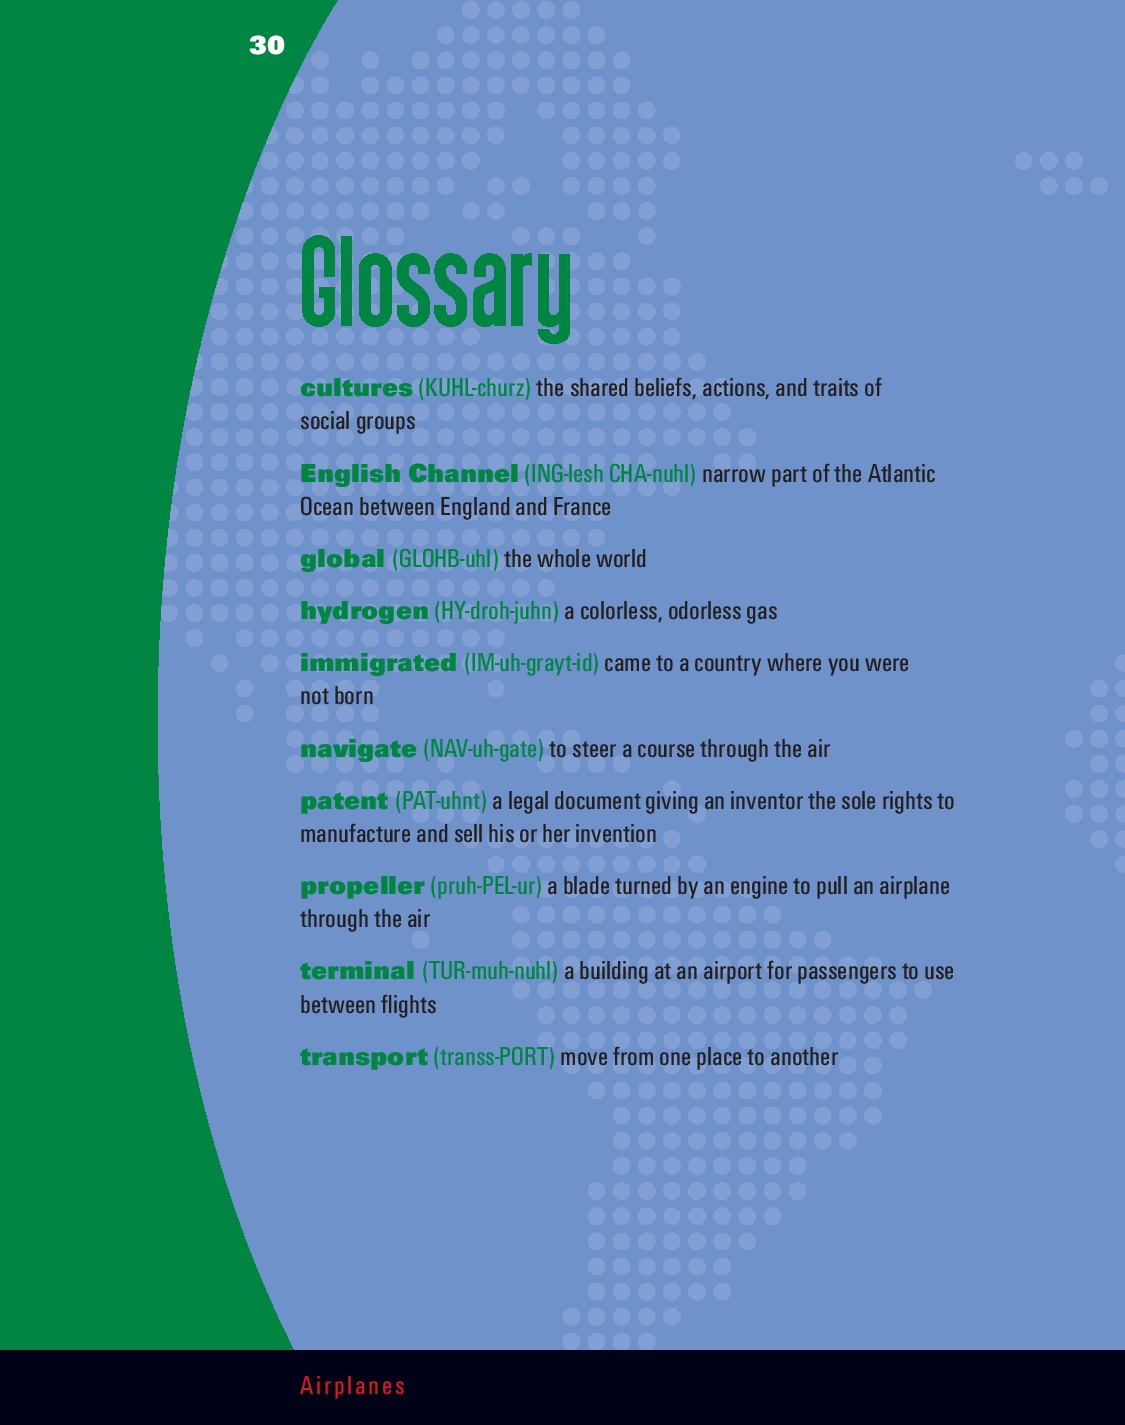 30
Glossary
cultures (KUHL-churz) the shared beliefs, actions, and traits of
social groups
English Channel (ING-lesh CHA-nuhl) narrow part of the Atlantic
Ocean between England and France
global (GLOHB-uhl) the whole world
hydrogen (HY-droh-juhn) a colorless, odorless gas
immigrated (IM-uh-grayt-id) came to a country where you were
not born
navigate (NAV-uh-gate) to steer a course through the air
patent (PAT-uhnt) a legal document giving an inventor the sole rights to
manufacture and sell his or her invention
propeller (pruh-PEL-ur) a blade turned by an engine to pull an airplane
through the air
terminal (TUR-muh-nuhl) a building at an airport for passengers to use
between flights
transport (transs-PORT) move from one place to another
Airplanes